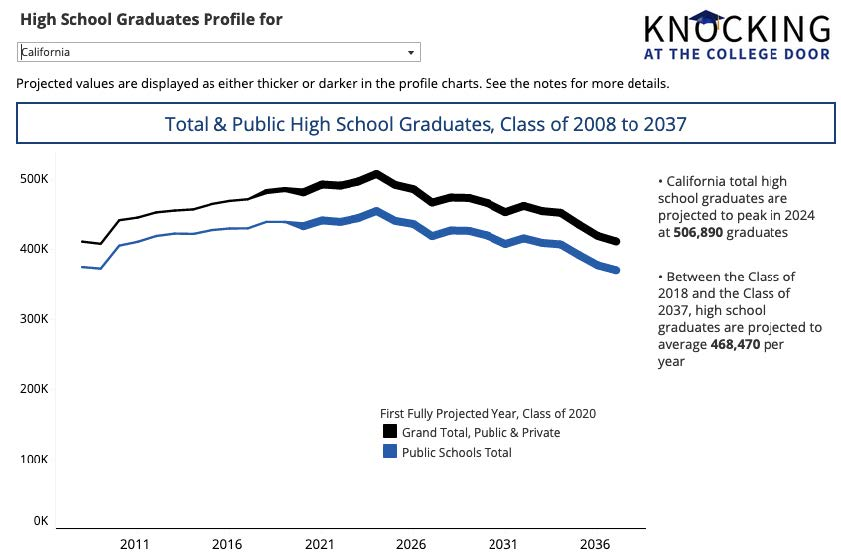 High School Graduates Profile for
California
KNOCKING
AT THE COLLEGE DOOR
Projected values are displayed as either thicker or darker in the profile charts. See the notes for more details.
Total & Public High School Graduates, Class of 2008 to 2037
500K
400K
300K
200K
100K
0K
2011
2016
2021
2026
2031
2036
First Fully Projected Year, Class of 2020
Grand Total, Public & Private
Public Schools Total
• California total high
school graduates are
projected to peak in 2024
at 506,890 graduates
• Between the Class of
2018 and the Class of
2037, high school
graduates are projected to
average 468,470 per
year